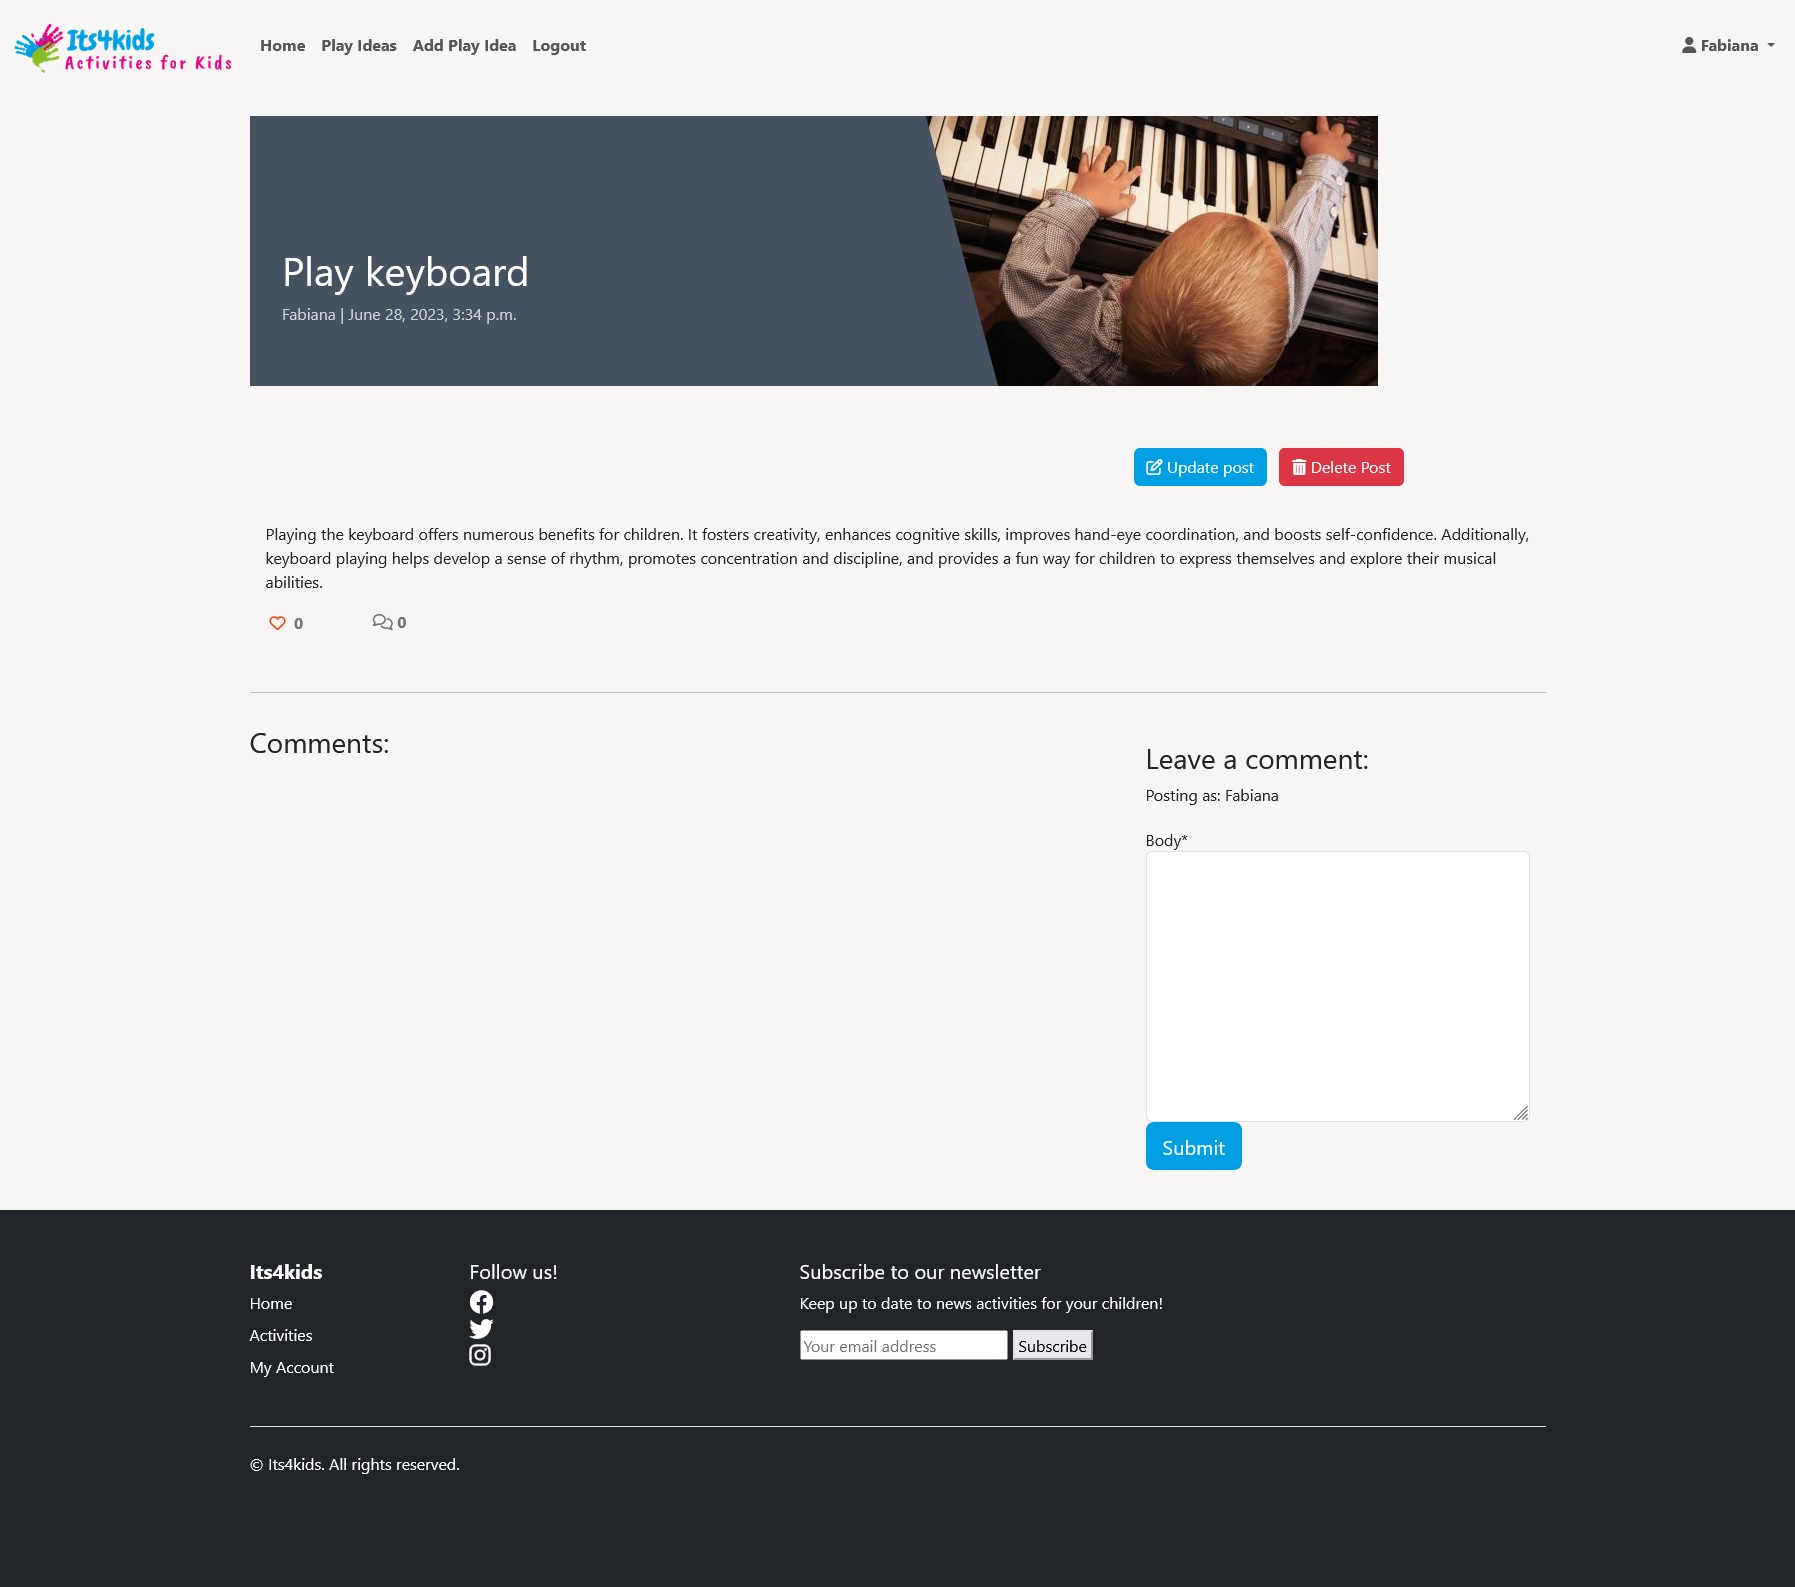 Its4kids
Activities for Kids
Home Play Ideas Add Play Idea Logout
Fabiana
Play keyboard
Fabiana | June 28, 2023, 3:34 p.m.
Update post
Delete Post
Playing the keyboard offers numerous benefits for children. It fosters creativity, enhances cognitive skills, improves hand-eye coordination, and boosts self-confidence. Additionally,
keyboard playing helps develop a sense of rhythm, promotes concentration and discipline, and provides a fun way for children to express themselves and explore their musical
abilities.
0 0
Comments:
Leave a comment:
Posting as: Fabiana
Body*
Submit
Its4kids
Home
Activities
My Account
Follow us!
Subscribe to our newsletter
Keep up to date to news activities for your children!
Your email address Subscribe
© Its4kids. All rights reserved.